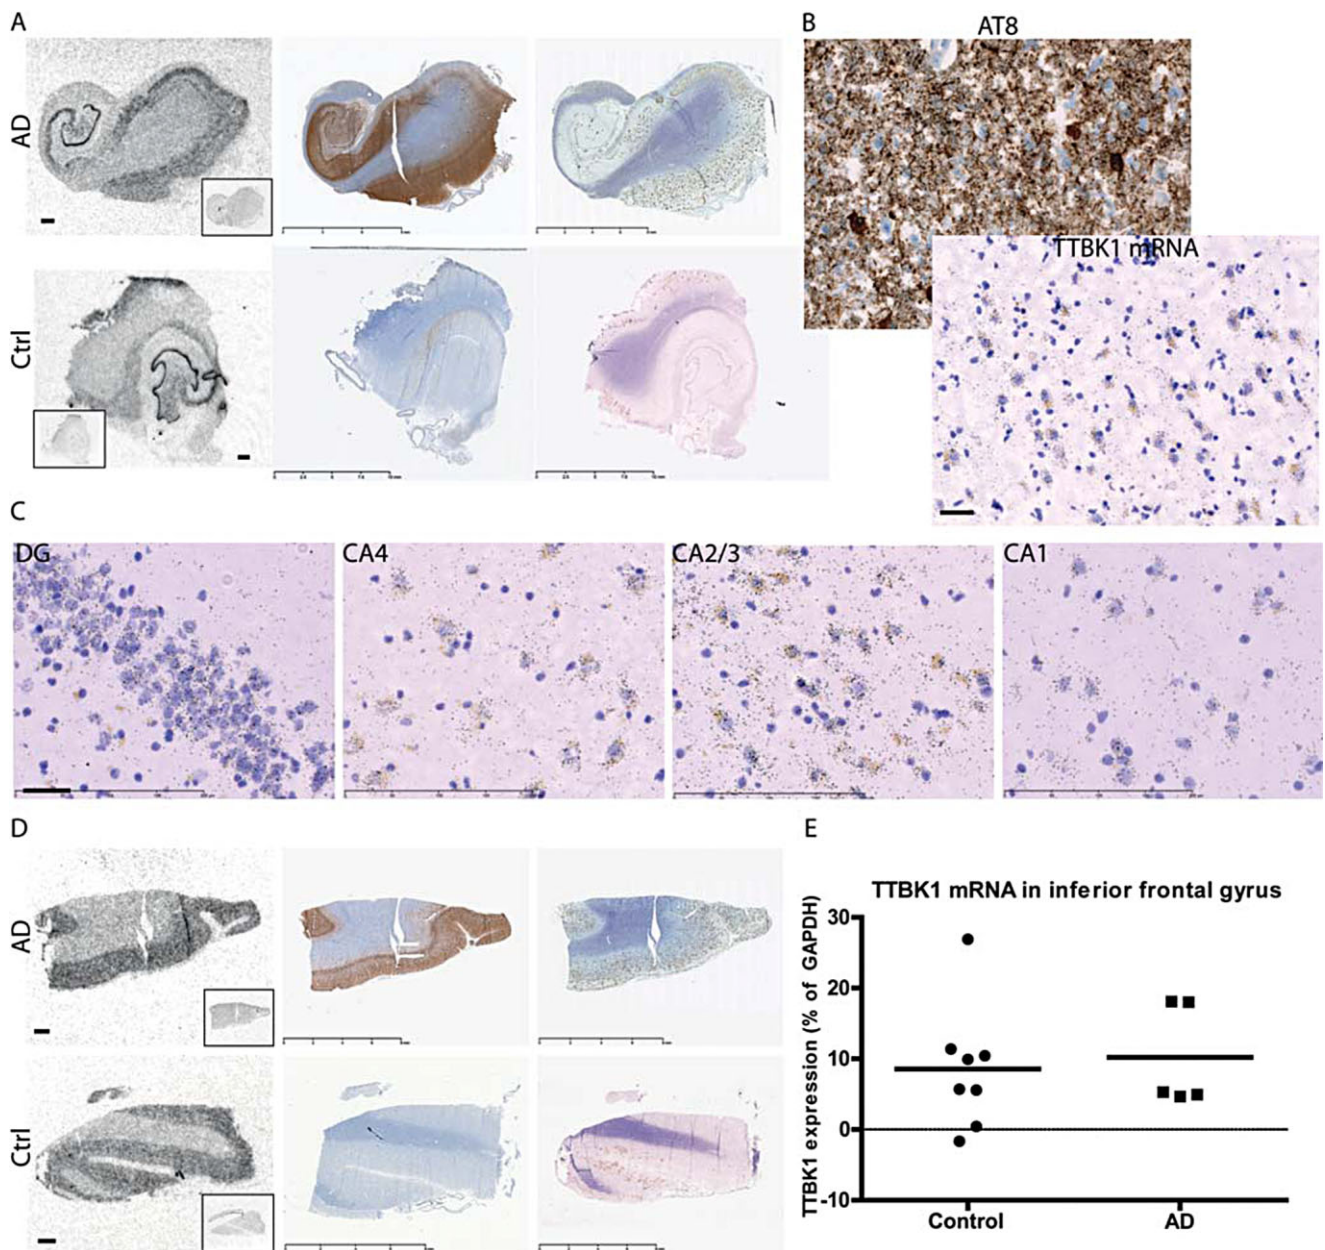 A
B
AT8
AD
Ctrl
TTBK1 mRNA
C
DG
CA4
CA2/3
CA1
D
E
AD
Ctrl
TTBK1 mRNA in inferior frontal gyrus
TTBK1 expression (% of GAPDH)
30
20
10
0
-10
Control
AD